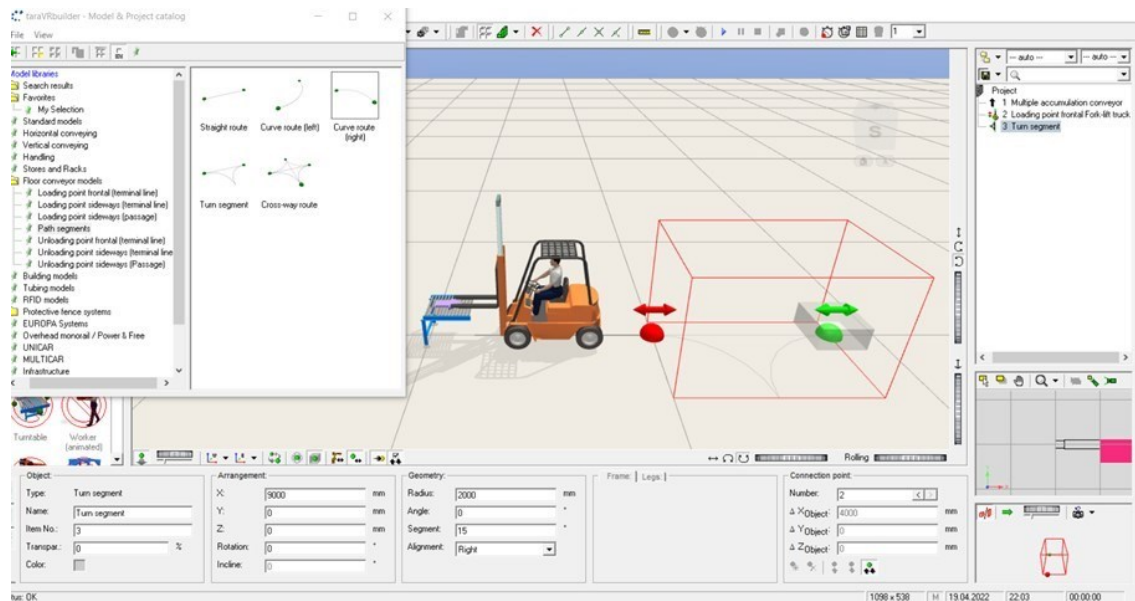 taraVRbuilder - Model & Project catalog
File View
Model libraries
Search results
Favorites
My Selection
Standard models
Horizontal conveying
Vertical conveying
Handling
Stores and Racks
Floor conveyor models
Loading point frontal (terminal line)
Loading point sideways (terminal line)
Loading point sideways (passage)
Path segments
Unloading point frontal (terminal line)
Unloading point sideways (terminal line
Unloading point sideways (Passage)
Building models
Tubing models
RFID models
Protective fence systems
EUROPA Systems
Overhead monorail / Power & Free
UNICAR
MULTICAR
Infrastructure
Straight route
Curve route (left)
Curve route
(right)
Turn segment
Cross-way route
1
S
-- auto --
-- auto --
Project
1 Multiple accumulation conveyor
2 Loading point frontal Fork-lift truck
3 Turn segment
Turntable
Worker
(animated)
Rolling
Object:
Type: Turn segment
Name: Turn segment
Item No.: 3
Transpar.: 0 %
Color:
Arrangement:
X: 9000 mm
Y: 0 mm
Z: 0 mm
Rotation: 0 °
Incline: 0 °
Geometry:
Radius: 2000 mm
Angle: 0 °
Segment: 15 °
Alignment: Right
Frame: Legs:
Connection point:
Number: 2
Δ XObject: 4000 mm
Δ YObject: 0 mm
Δ ZObject: 0 mm
tus: OK
1098 x 538 M 19.04.2022 22:03 00:00:00